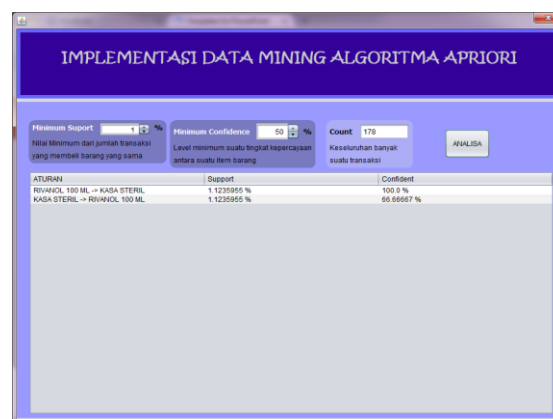 IMPLEMENTASI DATA MINING ALGORITMA APRIORI
Minimum Suport 1 %
Nilai Minimum dari jumlah transaksi
yang membeli barang yang sama
Minimum Confidence 50 %
Level minimum suatu tingkat kepercayaan
antara suatu item barang
Count 178
Keseluruhan banyak
suatu transaksi
ANALISA
ATURAN Support Confident
RIVANOL 100 ML -> KASA STERIL 1.1235955 % 100.0 %
KASA STERIL -> RIVANOL 100 ML 1.1235955 % 66.66667 %